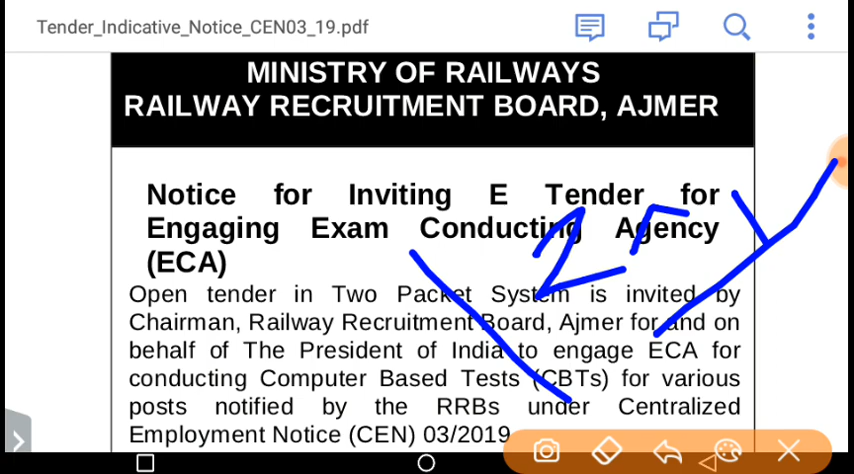 Tender_Indicative_Notice_CEN03_19.pdf
MINISTRY OF RAILWAYS
RAILWAY RECRUITMENT BOARD, AJMER
Notice for Inviting E Tender for
Engaging Exam Conducting Agency
(ECA)
Open tender in Two Packet System is invited by
Chairman, Railway Recruitment Board, Ajmer for and on
behalf of The President of India to engage ECA for
conducting Computer Based Tests (CBTs) for various
posts notified by the RRBs under Centralized
Employment Notice (CEN) 03/2019